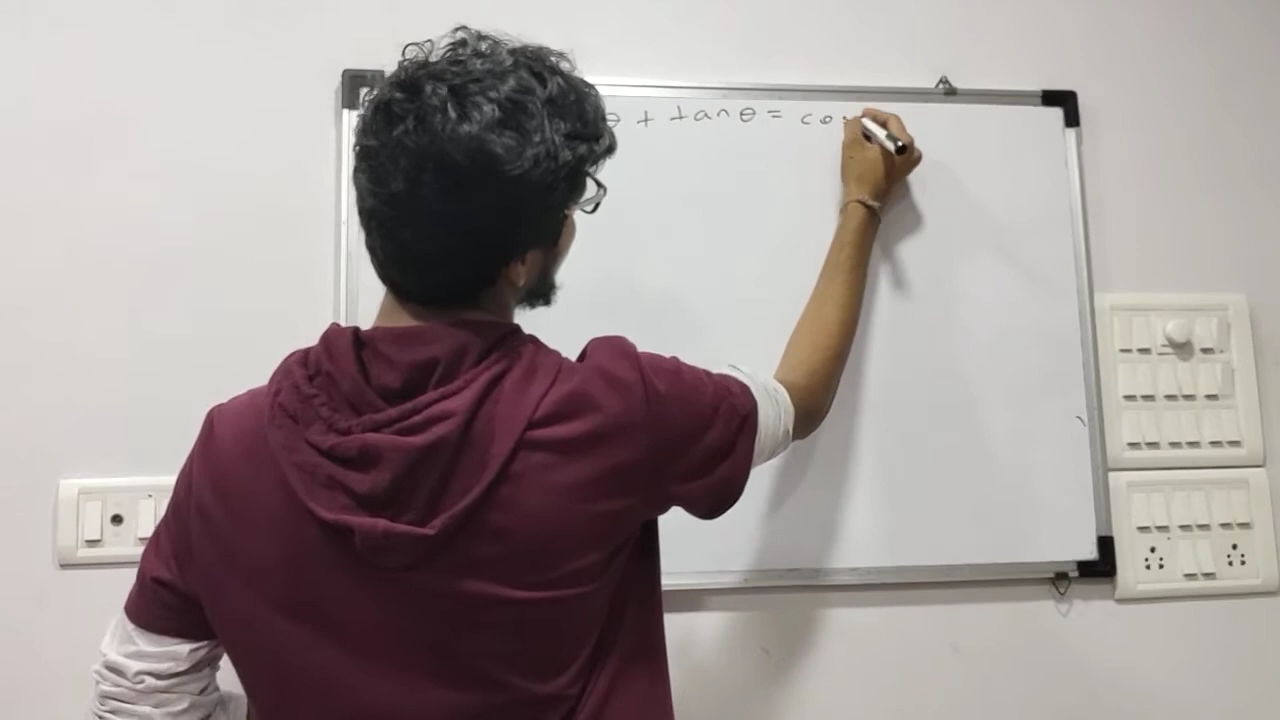 θ + tanθ = co